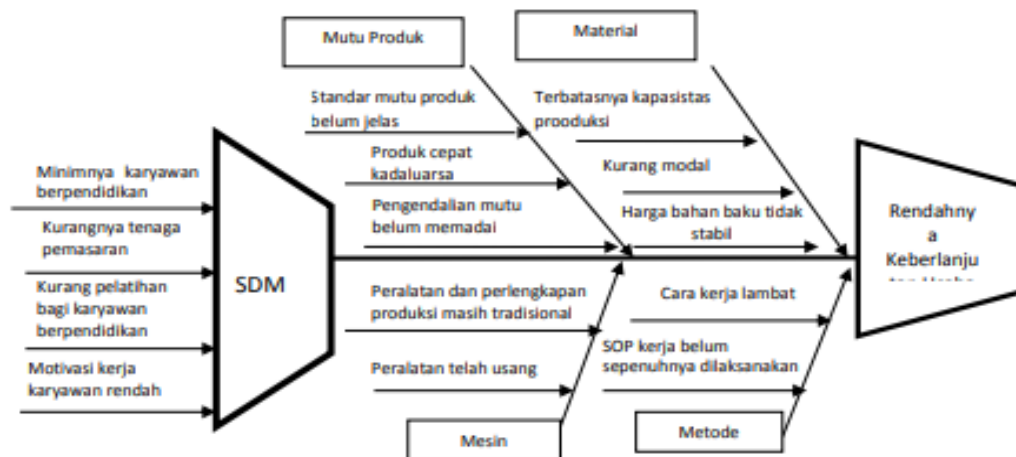 Mutu Produk
Material
Standar mutu produk
belum jelas
Terbatasnya kapasistas
prooduksi
Produk cepat
kadaluarsa
Kurang modal
Pengendalian mutu
belum memadai
Harga bahan baku tidak
stabil
Minimnya karyawan
berpendidikan
Kurangnya tenaga
pemasaran
Kurang pelatihan
bagi karyawan
berpendidikan
Motivasi kerja
karyawan rendah
SDM
Rendahny
a
Keberlanju
Peralatan dan perlengkapan
produksi masih tradisional
Cara kerja lambat
Peralatan telah usang
SOP kerja belum
sepenuhnya dilaksanakan
Mesin
Metode